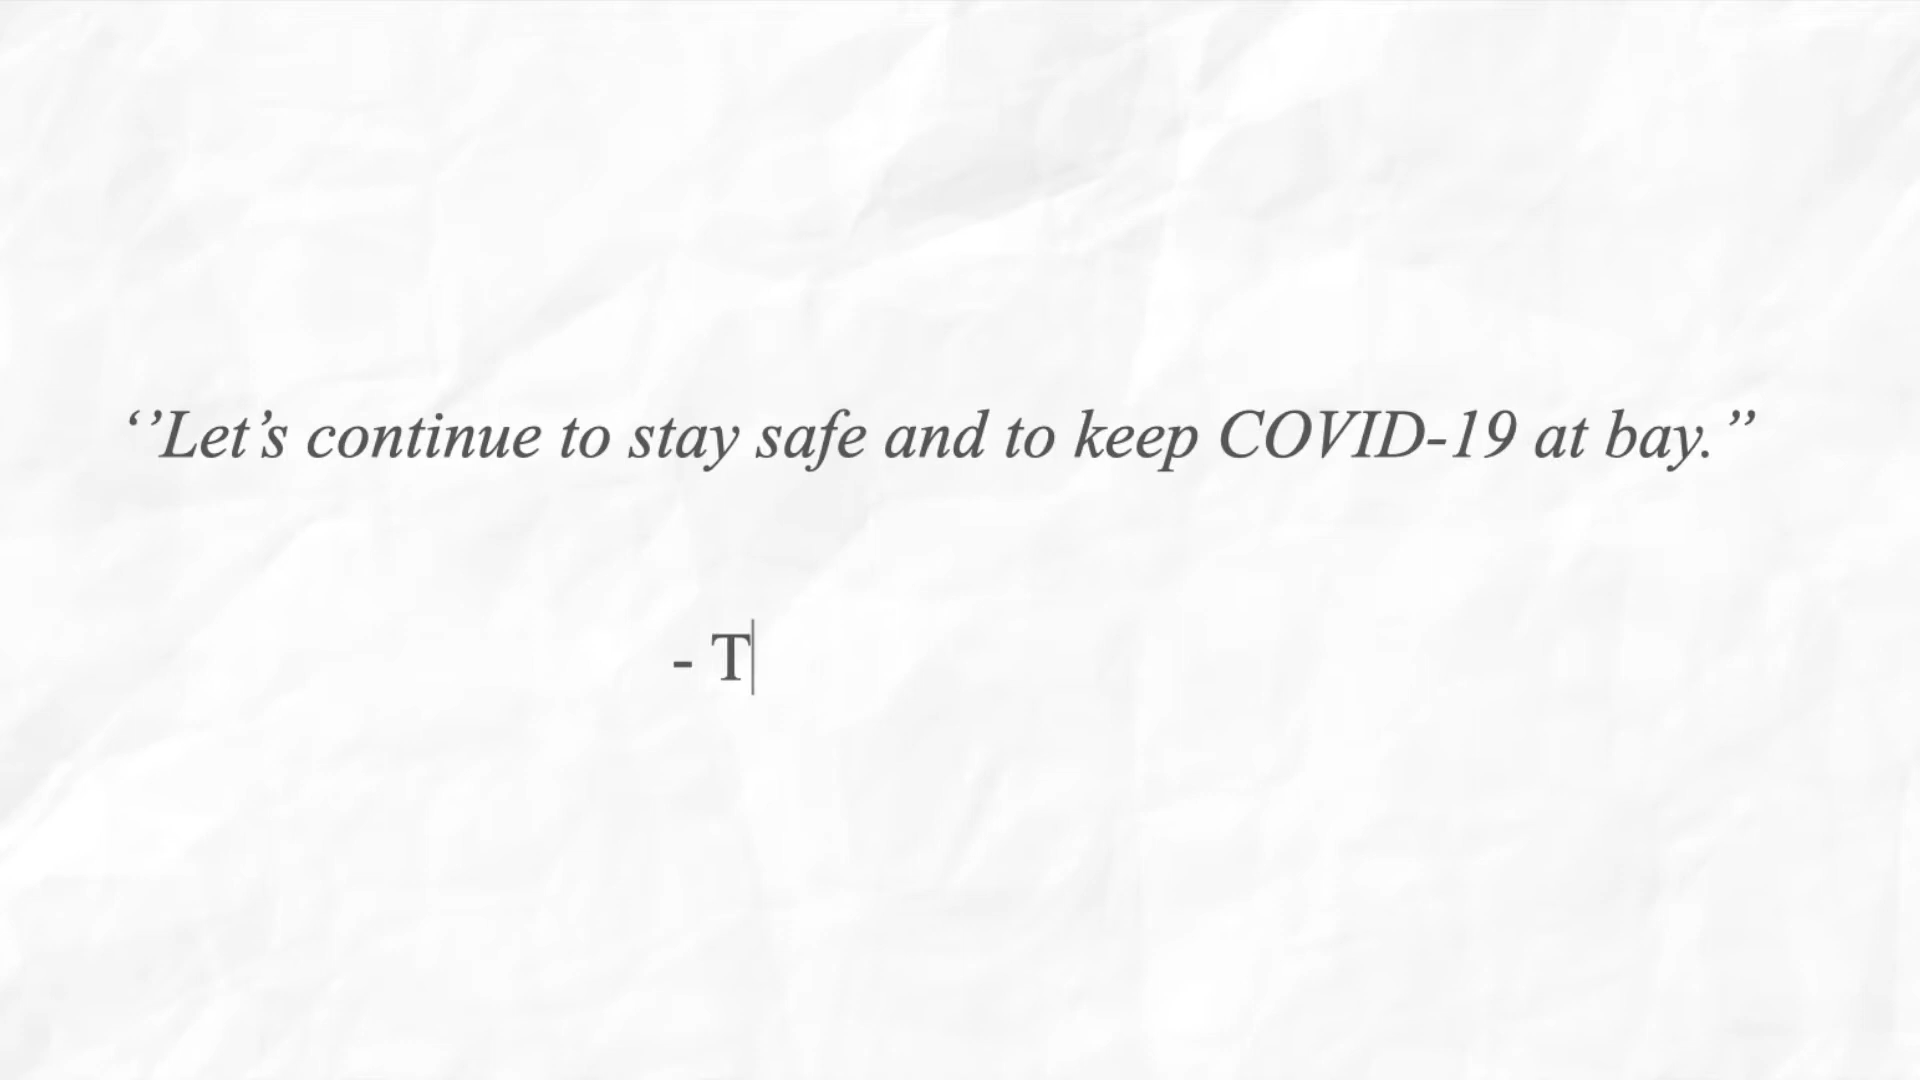 ‘’Let’s continue to stay safe and to keep COVID-19 at bay.”
- T